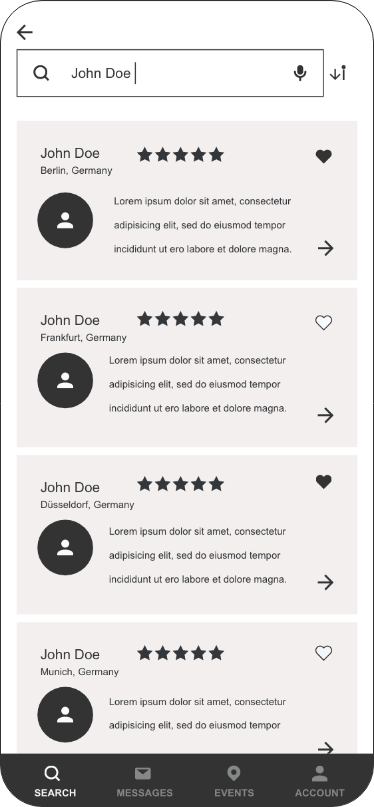 John Doe
John Doe
Berlin, Germany
Lorem ipsum dolor sit amet, consectetur
adipisicing elit, sed do eiusmod tempor
incididunt ut ero labore et dolore magna.
John Doe
Frankfurt, Germany
Lorem ipsum dolor sit amet, consectetur
adipisicing elit, sed do eiusmod tempor
incididunt ut ero labore et dolore magna.
John Doe
Düsseldorf, Germany
Lorem ipsum dolor sit amet, consectetur
adipisicing elit, sed do eiusmod tempor
incididunt ut ero labore et dolore magna.
John Doe
Munich, Germany
Lorem ipsum dolor sit amet, consectetur
adipisicing elit, sed do eiusmod tempor
SEARCH MESSAGES EVENTS ACCOUNT